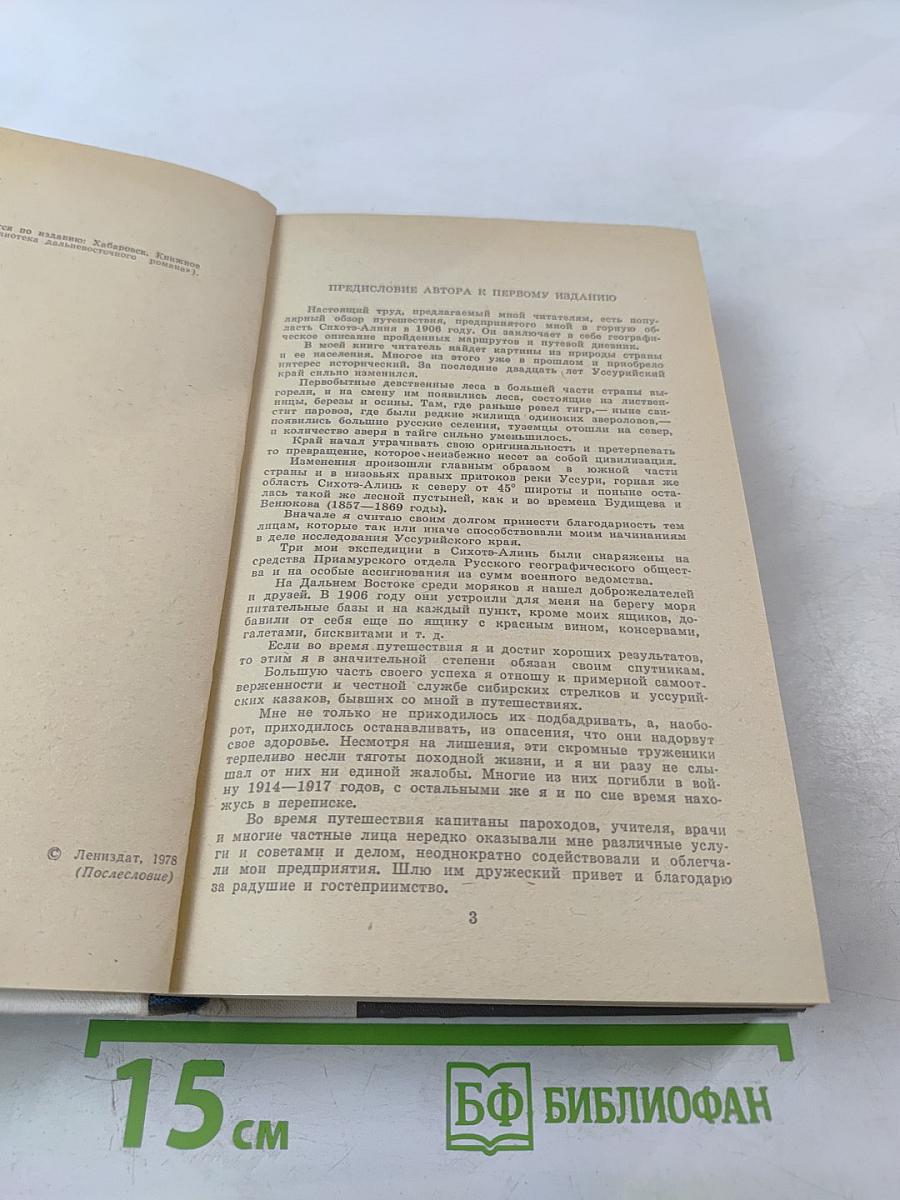 тся по изданию: Хабаровск. Книжное
дальневосточного романа»).
© Лениздат, 1978
(Послесловие)
ПРЕДИСЛОВИЕ АВТОРА К ПЕРВОМУ ИЗДАНИЮ
Настоящий труд, предлагаемый мной читателям, есть попу-
лярный обзор путешествия, предпринятого мной в горную об-
ласть Сихотэ-Алиня в 1906 году. Он заключает в себе географи-
ческое описание пройденных маршрутов и путевой дневник.
В моей книге читатель найдет картины из природы страны
и ее населения. Многое из этого уже в прошлом и приобрело
интерес исторический. За последние двадцать лет Уссурийский
край сильно изменился.
Первобытные девственные леса в большей части страны вы-
горели, и на смену им появились леса, состоящие из листвен-
ницы, березы и осины. Там, где раньше ревел тигр,— ныне сви-
стит паровоз, где были редкие жилища одиноких звероловов,—
появились большие русские селения, туземцы отошли на север,
и количество зверя в тайге сильно уменьшилось.
Край начал утрачивать свою оригинальность и претерпевать
то превращение, которое неизбежно несет за собой цивилизация.
Изменения произошли главным образом в южной части
страны и в низовьях правых притоков реки Уссури, горная же
область Сихотэ-Алинь к северу от 45° широты и поныне оста-
лась такой же лесной пустыней, как и во времена Будищева и
Венюкова (1857—1869 годы).
Вначале я считаю своим долгом принести благодарность тем
лицам, которые так или иначе способствовали моим начинаниям
в деле исследования Уссурийского края.
Три мои экспедиции в Сихотэ-Алинь были снаряжены на
средства Приамурского отдела Русского географического общест-
ва и на особые ассигнования из сумм военного ведомства.
На Дальнем Востоке среди моряков я нашел доброжелателей
и друзей. В 1906 году они устроили для меня на берегу моря
питательные базы и на каждый пункт, кроме моих ящиков, до-
бавили от себя еще по ящику с красным вином, консервами,
галетами, бисквитами и т. д.
Если во время путешествия я и достиг хороших результатов,
то этим я в значительной степени обязан своим спутникам.
Большую часть своего успеха я отношу к примерной самоот-
верженности и честной службе сибирских стрелков и уссурий-
ских казаков, бывших со мной в путешествиях.
Мне не только не приходилось их подбадривать, а, наобо-
рот, приходилось останавливать, из опасения, что они надорвут
свое здоровье. Несмотря на лишения, эти скромные труженики
терпеливо несли тяготы походной жизни, и я ни разу не слы-
шал от них ни единой жалобы. Многие из них погибли в вой-
ну 1914—1917 годов, с остальными же я и по сие время нахо-
жусь в переписке.
Во время путешествия капитаны пароходов, учителя, врачи
и многие частные лица нередко оказывали мне различные услу-
ги и советами и делом, неоднократно содействовали и облегча-
ли мои предприятия. Шлю им дружеский привет и благодарю
за радушие и гостеприимство.
3
15 см
БФ БИБЛИОФАН